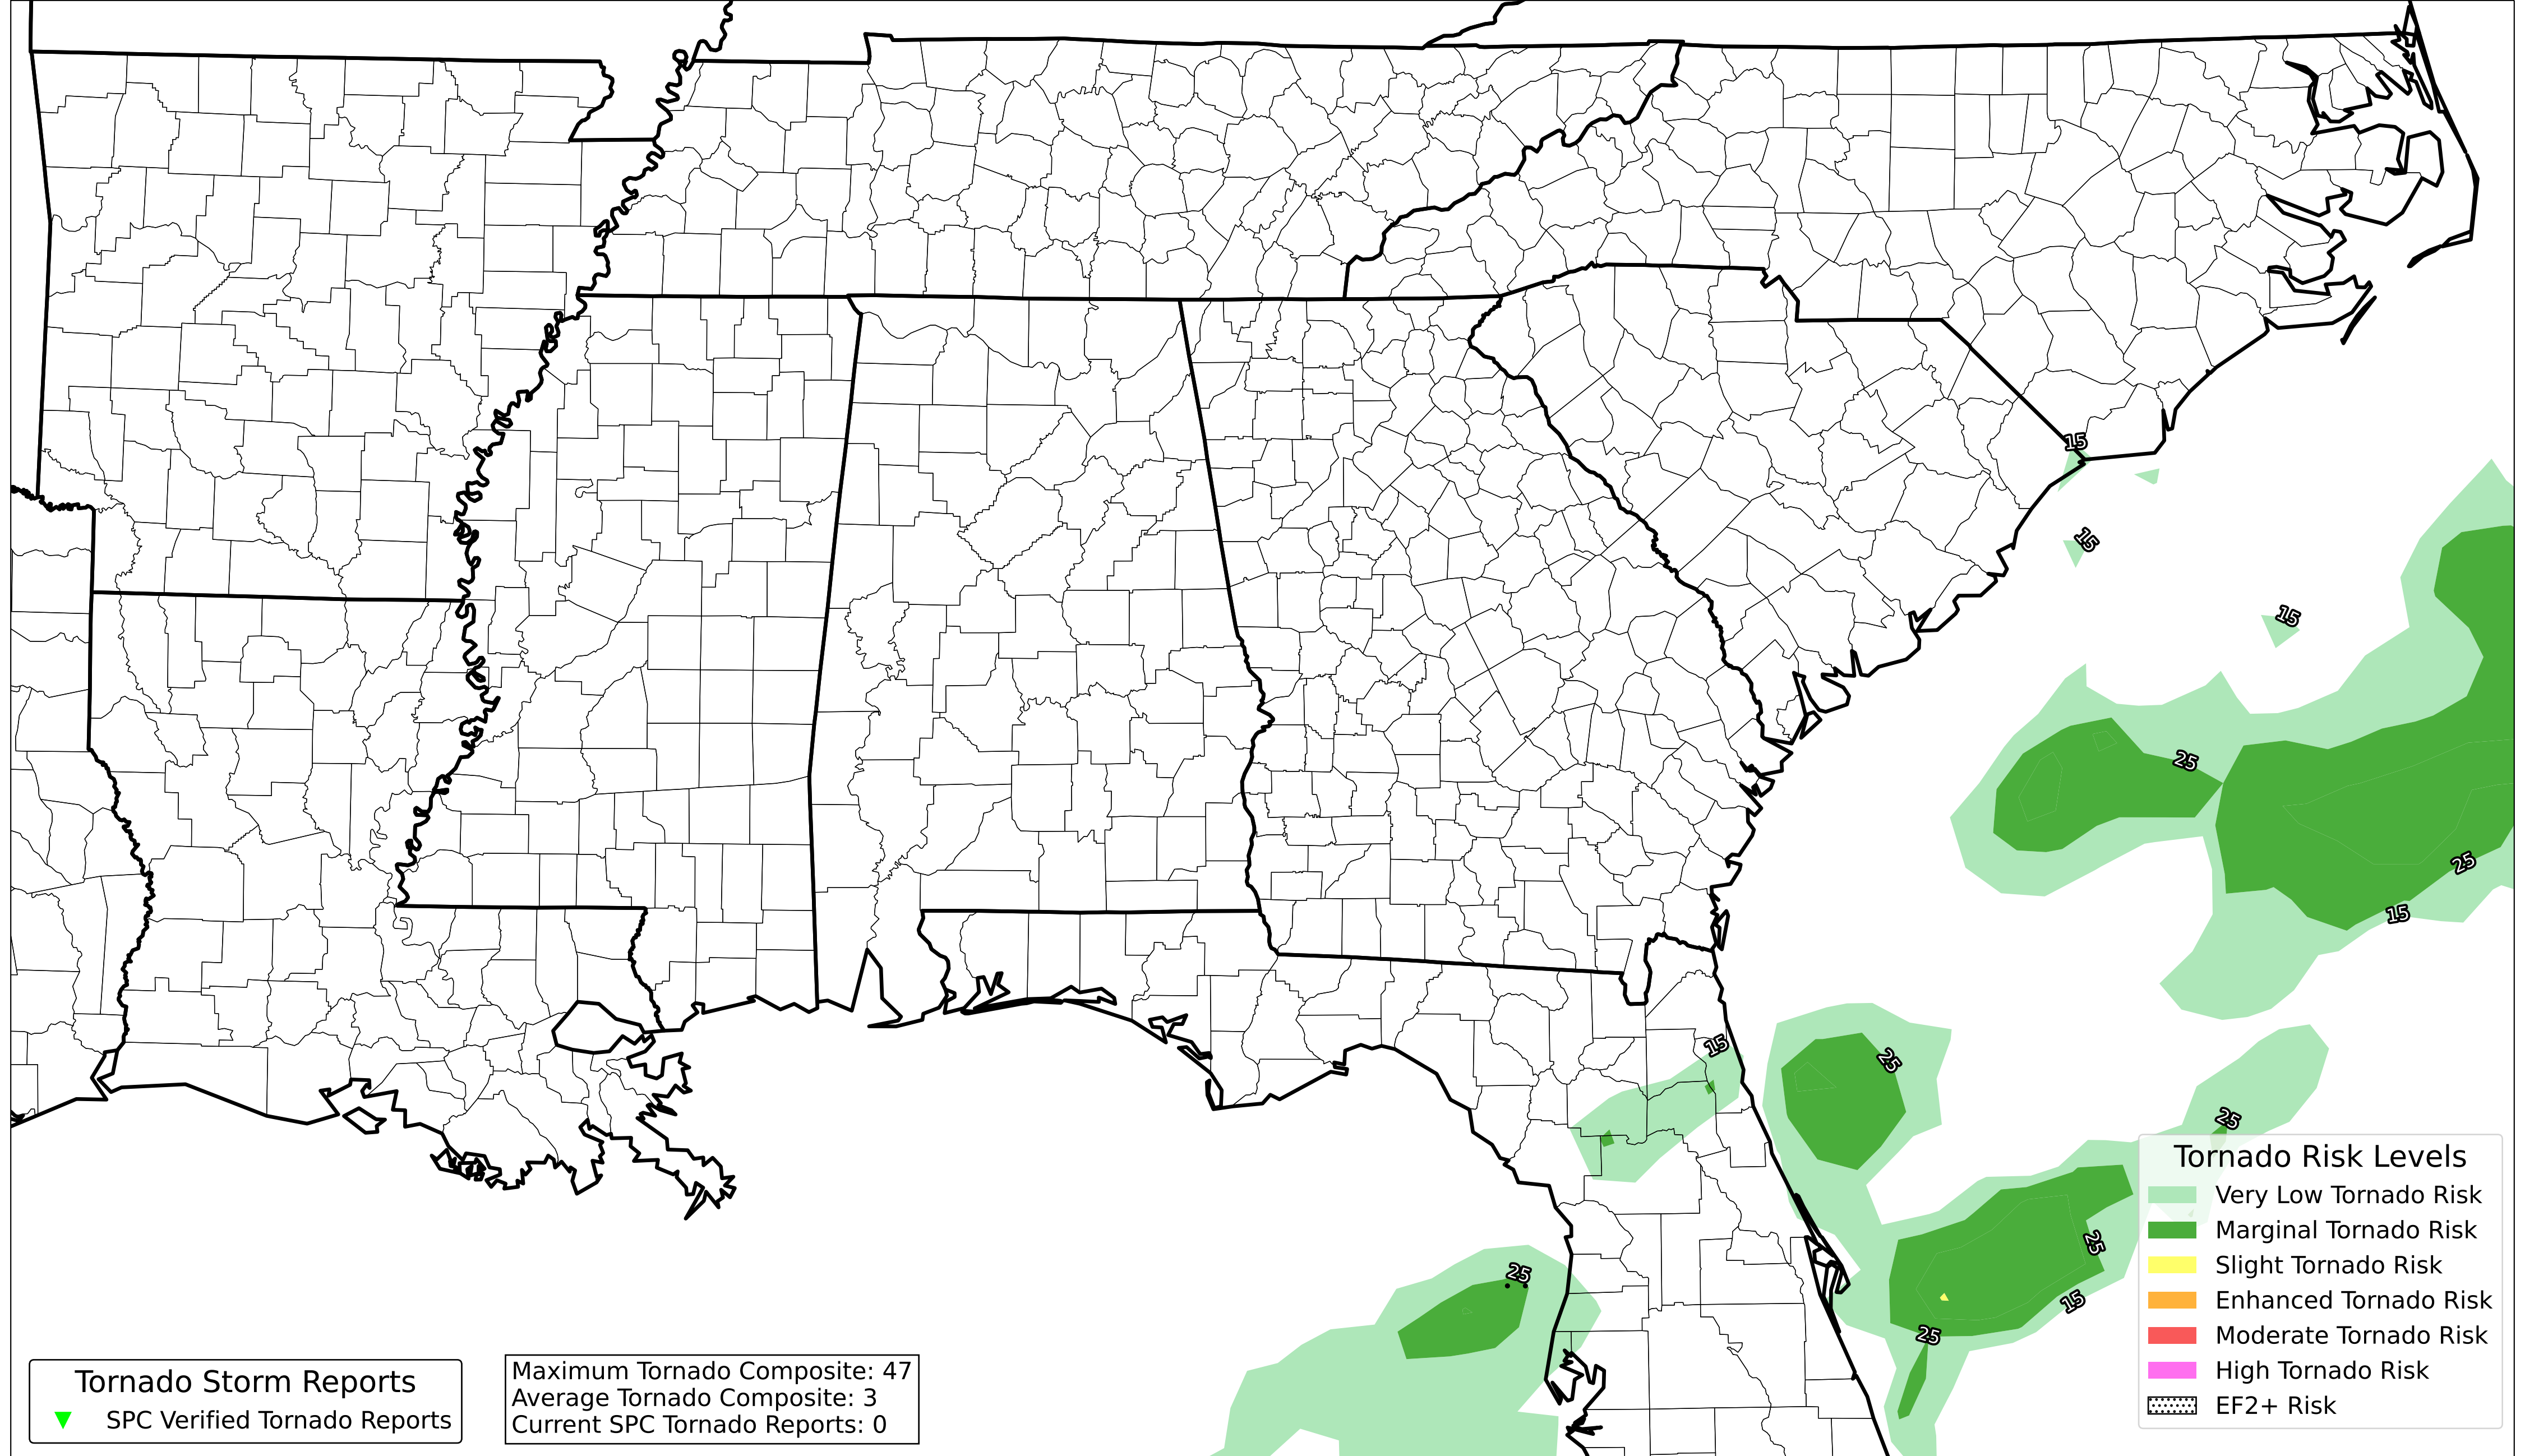 15
15
15
25
25
15
15
25
25
25
25
15
25
Tornado Risk Levels
Very Low Tornado Risk
Marginal Tornado Risk
Slight Tornado Risk
Enhanced Tornado Risk
Moderate Tornado Risk
High Tornado Risk
EF2+ Risk
Tornado Storm Reports
SPC Verified Tornado Reports
Maximum Tornado Composite: 47
Average Tornado Composite: 3
Current SPC Tornado Reports: 0